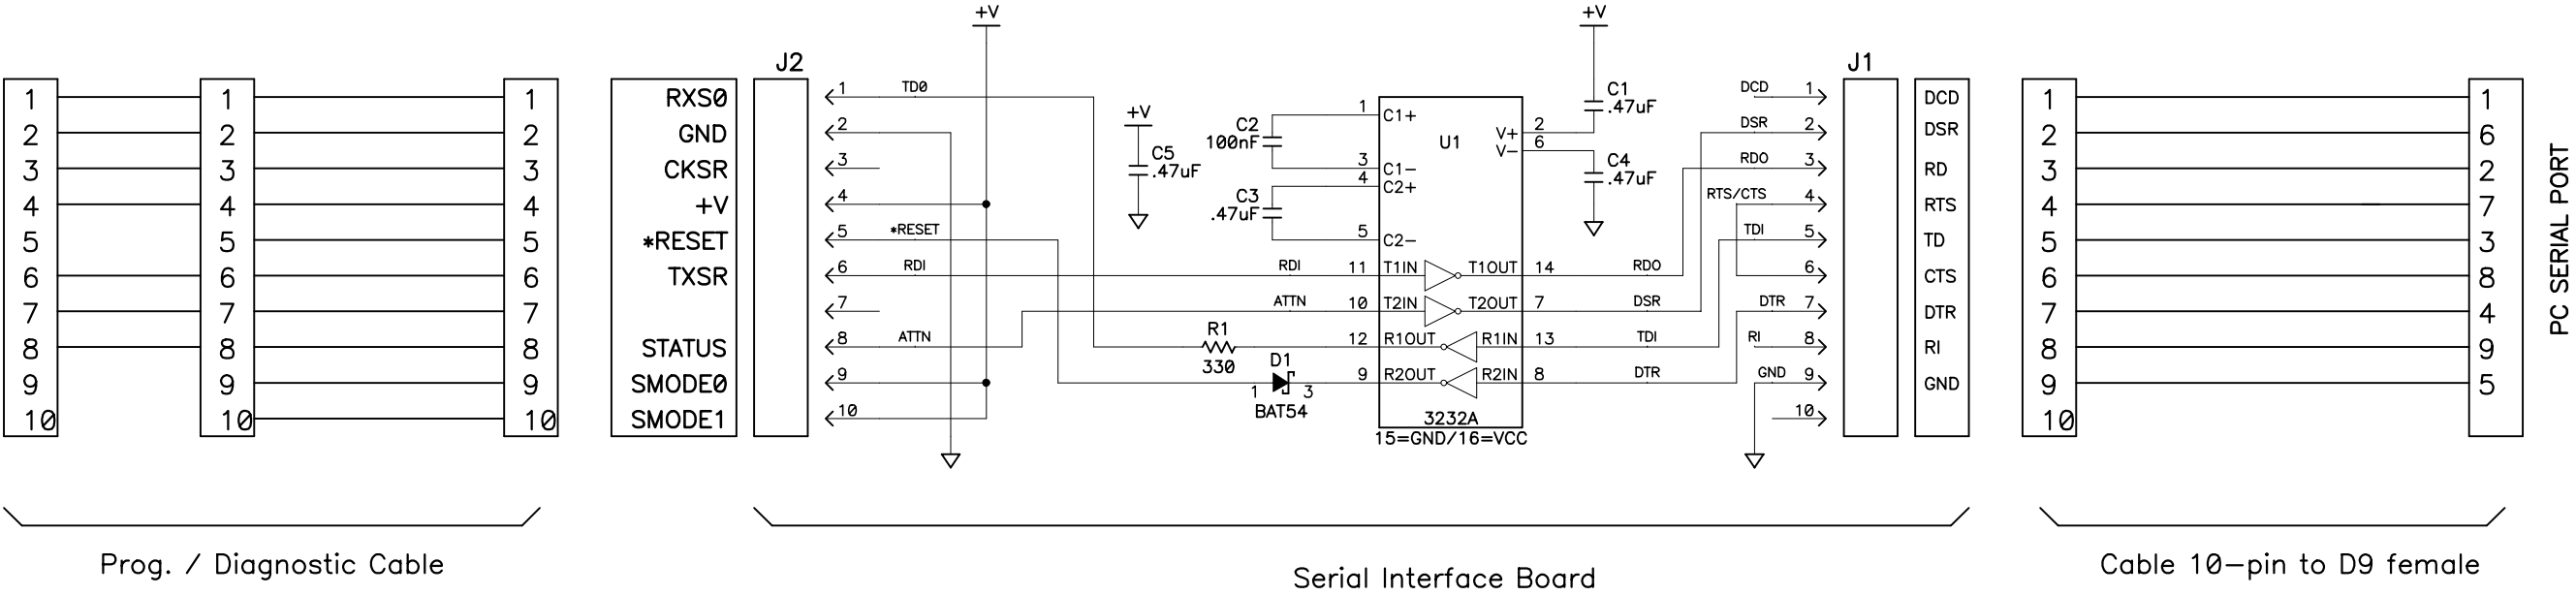 +V
+V
J2
J1
1 1 1 RXS0 1 TD0 DCD 1 DCD 1 1
2 2 2 GND 2 DSR 2 DSR 2 6
3 3 3 CKSR 3 RDO 3 RD 3 2
4 4 4 +V 4 RTS/CTS 4 RTS 4 7
5 5 5 *RESET 5 *RESET TDI 5 TD 5 3
6 6 6 TXSR 6 RDI 6 CTS 6 8
7 7 7 7 DTR 7 DTR 7 4
8 8 8 STATUS 8 ATTN RI 8 RI 8 9
9 9 9 SMODE0 9 GND 9 GND 9 5
10 10 10 SMODE1 10 10 10
+V
C5
.47uF
C2
100nF
C3
.47uF
C1
.47uF
C4
.47uF
U1
1 C1+
3 C1-
4 C2+
5 C2-
V+ 2
V- 6
RDI 11 T1IN T1OUT 14 RDO
ATTN 10 T2IN T2OUT 7 DSR
R1
330
12 R1OUT R1IN 13 TDI
D1
1 3
BAT54
9 R2OUT R2IN 8 DTR
3232A
15=GND/16=VCC
PC SERIAL PORT
Prog. / Diagnostic Cable
Serial Interface Board
Cable 10-pin to D9 female